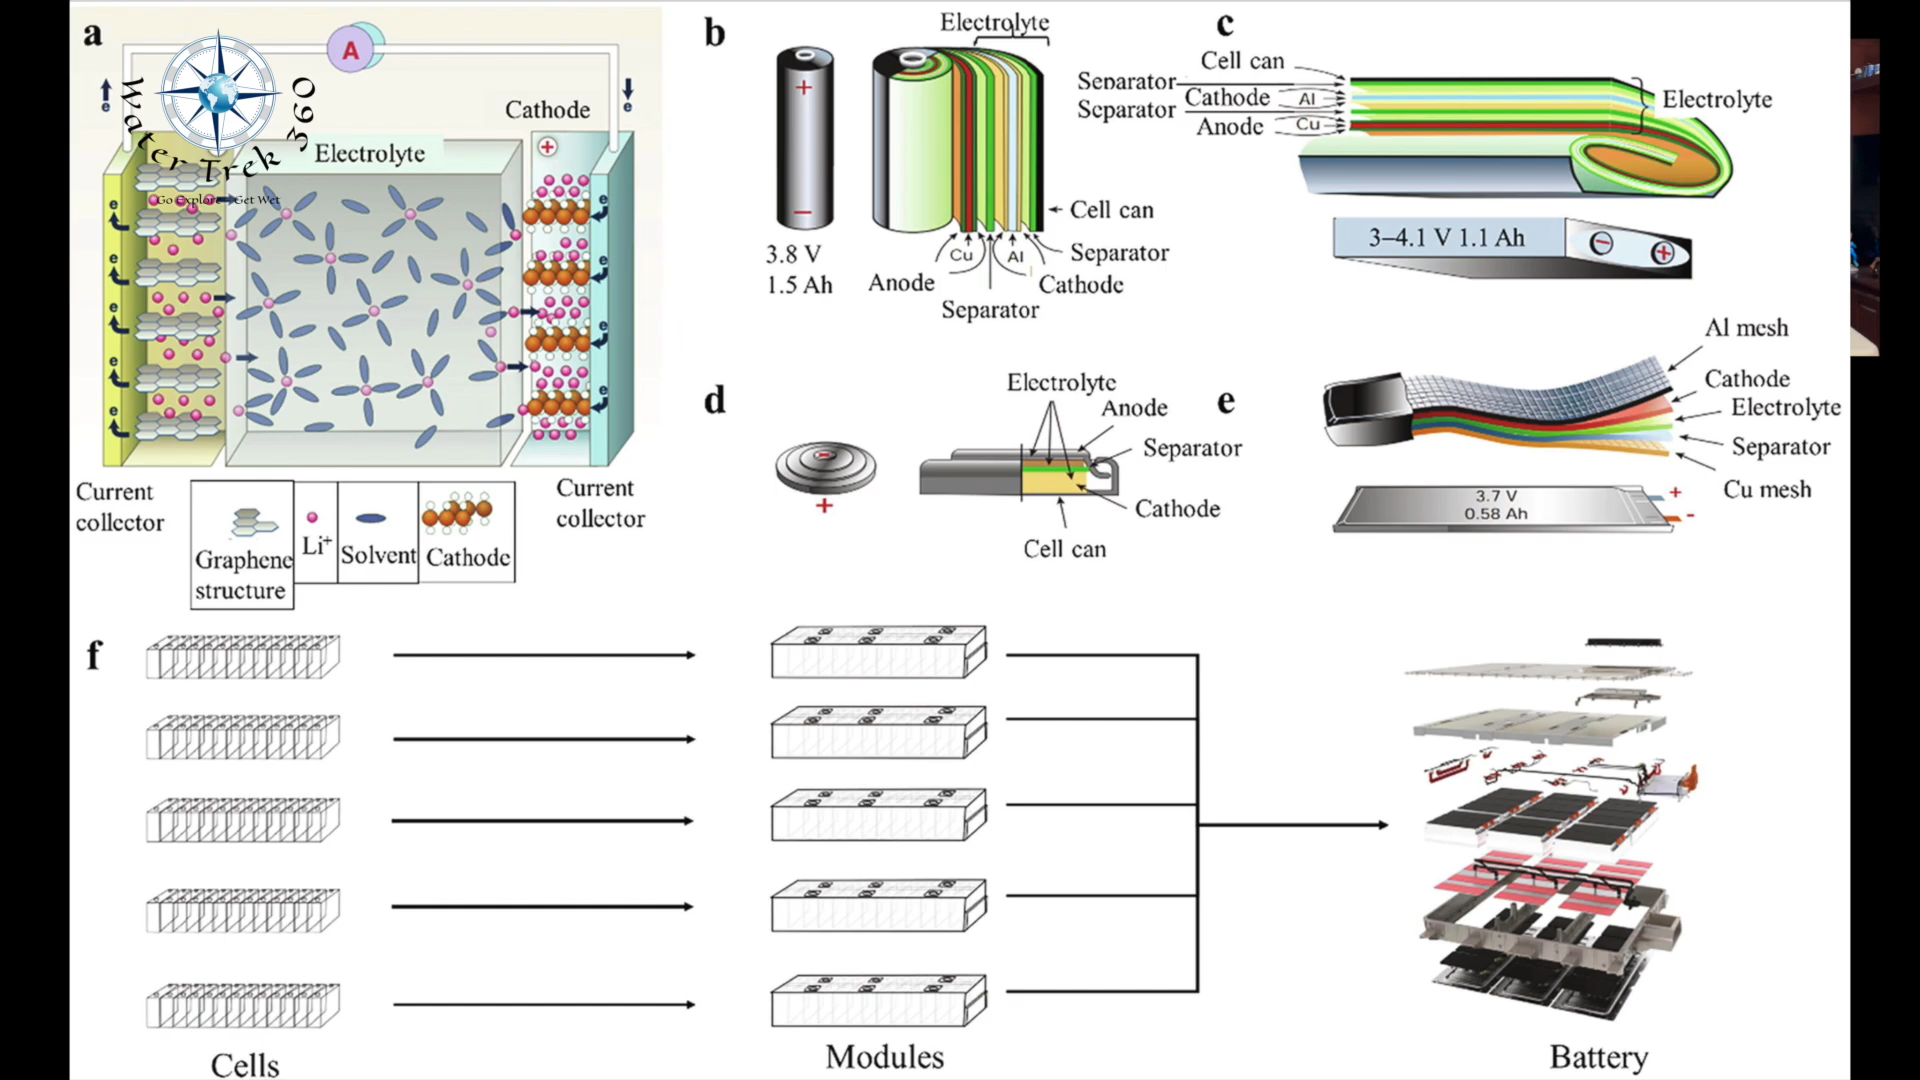 a
A
Water Trek 360
Go Explore Get Wet
Cathode
+
Electrolyte
e
e
e
e
e
e
e
e
e
e
e
e
Current
collector
Graphene
structure
Li+
Solvent
Cathode
Current
collector
b
Electrolyte
+
−
3.8 V
1.5 Ah
Cell can
Separator
Cu
Al
Anode
Cathode
Separator
c
Cell can
Separator
Cathode
Al
Separator
Anode
Cu
Electrolyte
3–4.1 V 1.1 Ah
−
+
d
Electrolyte
Anode
Separator
Cathode
Cell can
−
+
e
Al mesh
Cathode
Electrolyte
Separator
Cu mesh
3.7 V
0.58 Ah
+
-
f
Cells
Modules
Battery